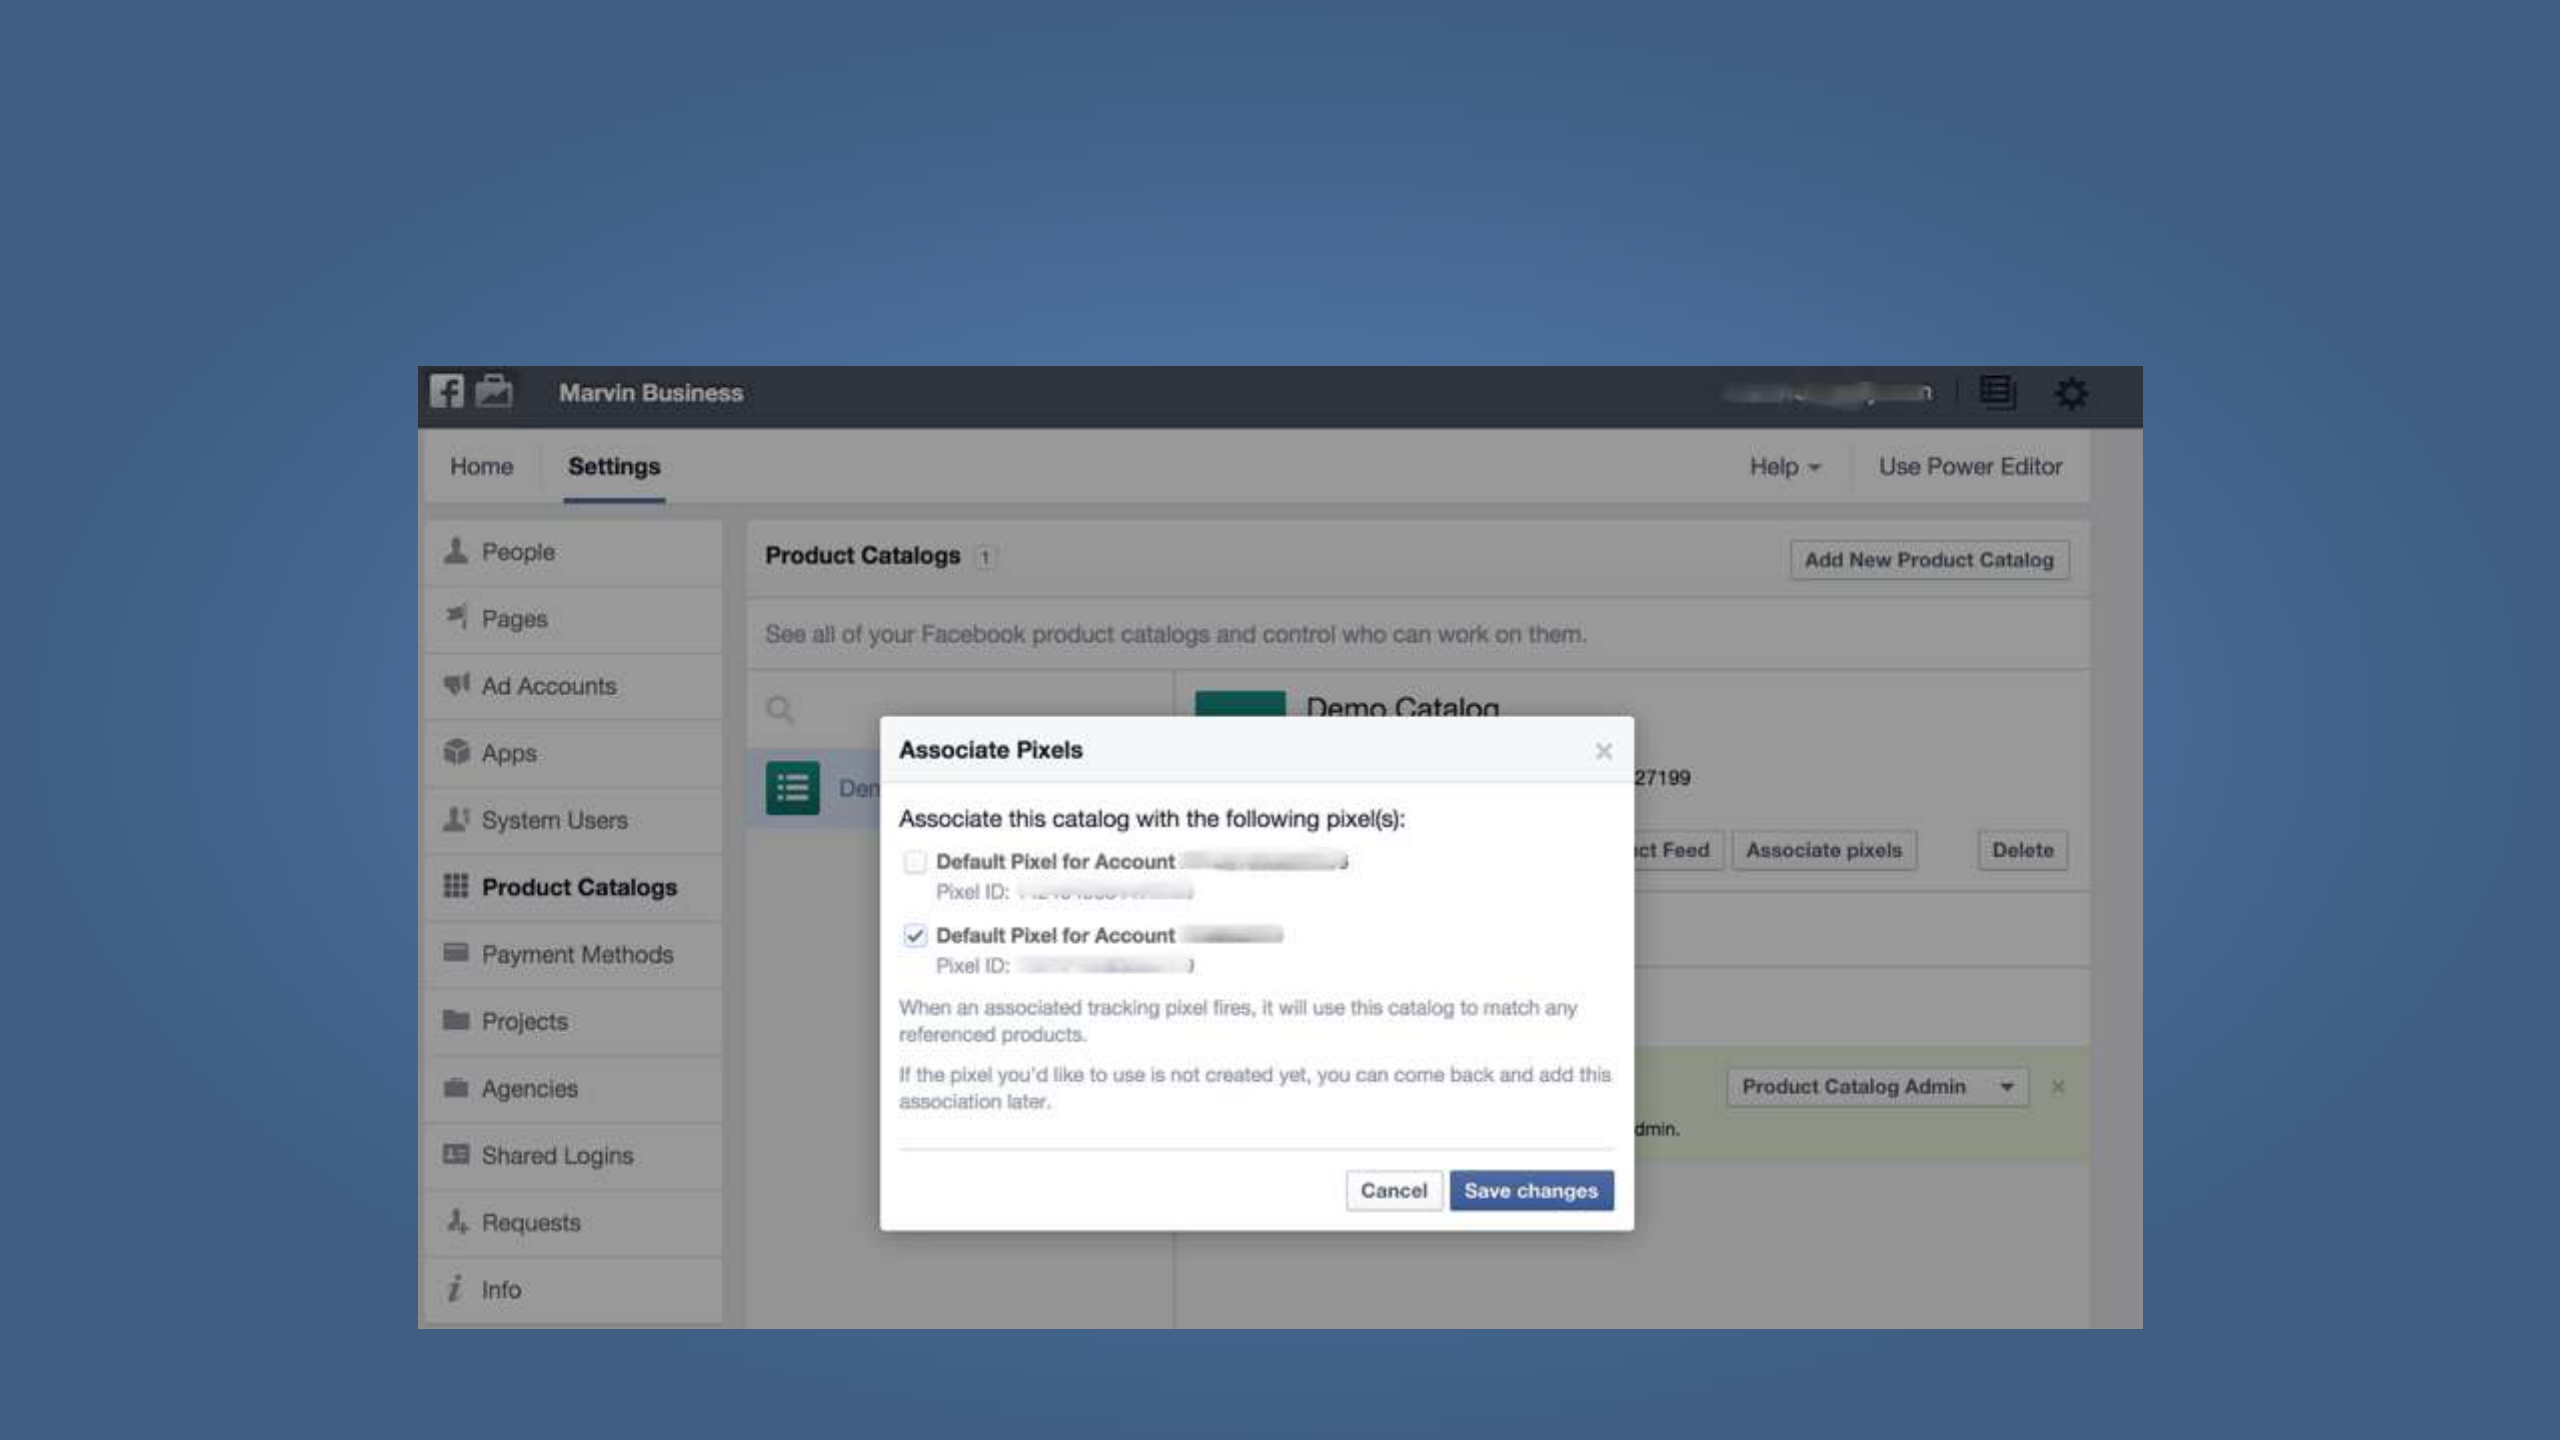 Marvin Business
Home
Settings
Help
Use Power Editor
People
Pages
Ad Accounts
Apps
System Users
Product Catalogs
Payment Methods
Projects
Agencies
Shared Logins
Requests
Info
Product Catalogs 1
Add New Product Catalog
See all of your Facebook product catalogs and control who can work on them.
Demo Catalog
Den
27199
ct Feed
Associate pixels
Delete
Product Catalog Admin
dmin.
Associate Pixels
Associate this catalog with the following pixel(s):
Default Pixel for Account
Pixel ID:
Default Pixel for Account
Pixel ID:
When an associated tracking pixel fires, it will use this catalog to match any
referenced products.
If the pixel you'd like to use is not created yet, you can come back and add this
association later.
Cancel
Save changes